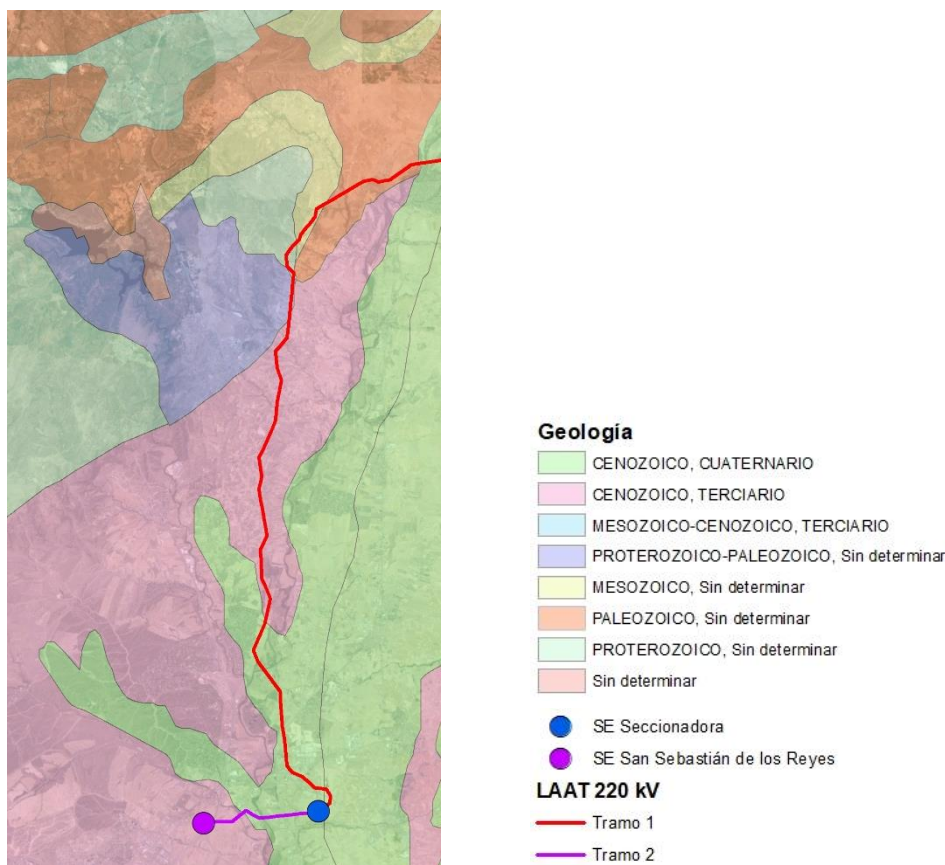 Geología
CENOZOICO, CUATERNARIO
CENOZOICO, TERCIARIO
MESOZOICO-CENOZOICO, TERCIARIO
PROTEROZOICO-PALEOZOICO, Sin determinar
MESOZOICO, Sin determinar
PALEOZOICO, Sin determinar
PROTEROZOICO, Sin determinar
Sin determinar
SE Seccionadora
SE San Sebastián de los Reyes
LAAT 220 kV
Tramo 1
Tramo 2